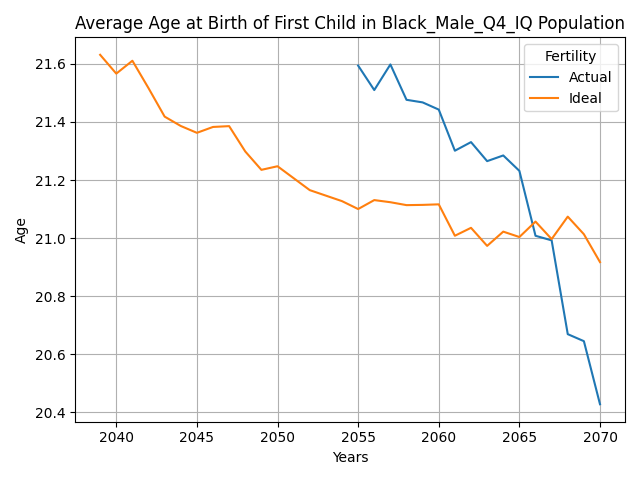 Average Age at Birth of First Child in Black_Male_Q4_IQ Population
Fertility
Actual
Ideal
21.6
21.4
21.2
21.0
20.8
20.6
20.4
Age
2040 2045 2050 2055 2060 2065 2070
Years